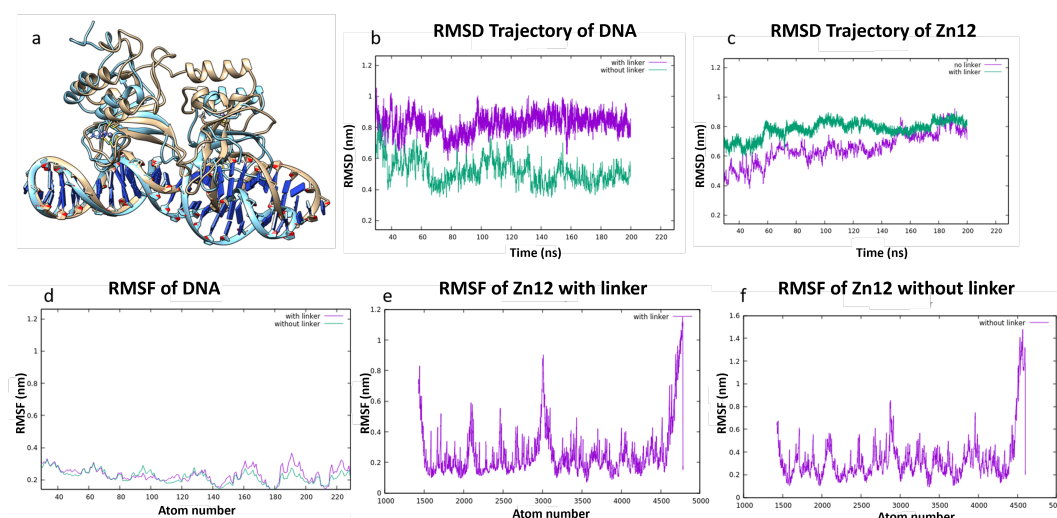 a
b
RMSD Trajectory of DNA
with linker
without linker
1
0.8
0.6
0.4
0.2
RMSD (nm)
40 60 80 100 120 140 160 180 200 220
Time (ns)
c
RMSD Trajectory of Zn12
no linker
with linker
1.2
1
0.8
0.6
0.4
0.2
RMSD (nm)
40 60 80 100 120 140 160 180 200 220
Time (ns)
d
RMSF of DNA
with linker
without linker
1.2
1
0.8
0.6
0.4
0.2
RMSF (nm)
40 60 80 100 120 140 160 180 200 220
Atom number
e
RMSF of Zn12 with linker
with linker
1.2
1
0.8
0.6
0.4
0.2
0
RMSF (nm)
1000 1500 2000 2500 3000 3500 4000 4500 5000
Atom number
f
RMSF of Zn12 without linker
without linker
1.6
1.4
1.2
1
0.8
0.6
0.4
0.2
0
RMSF (nm)
1000 1500 2000 2500 3000 3500 4000 4500 50
Atom number